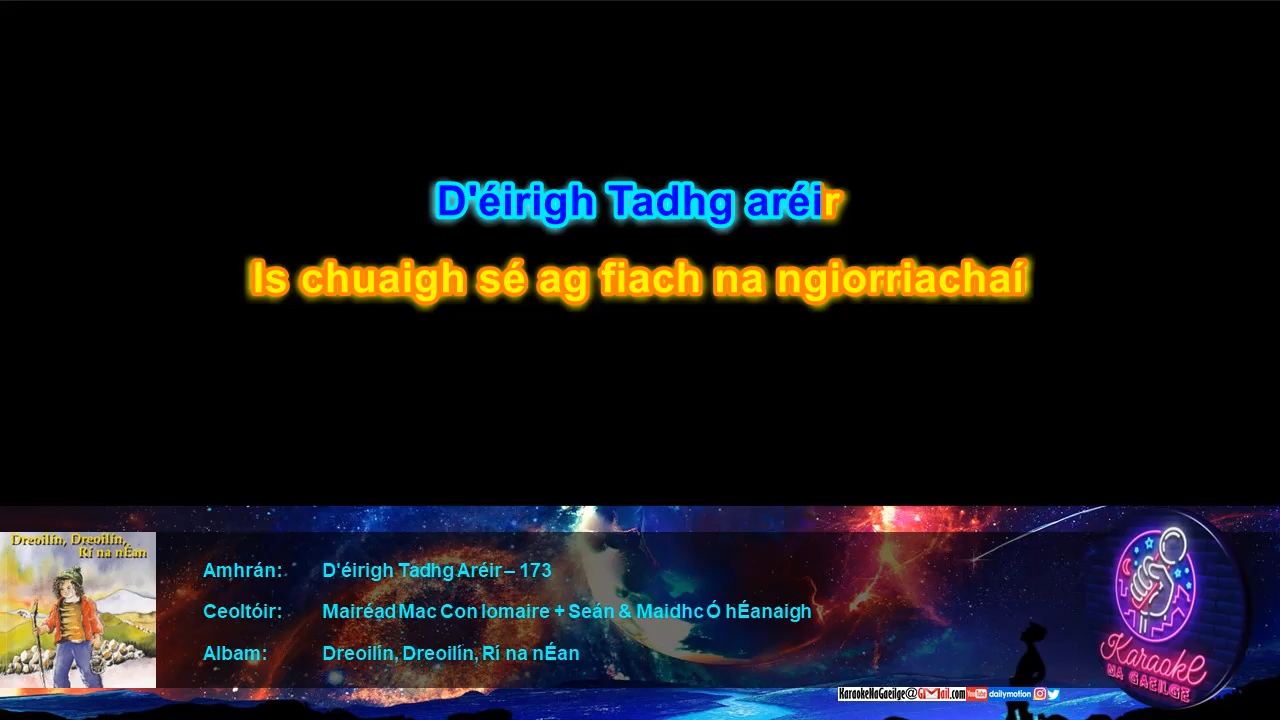 D'éirigh Tadhg aréir
Is chuaigh sé ag fiach na ngiorriachaí
Dreoilín, Dreoilín,
Rí na nÉan
Amhrán: D'éirigh Tadhg Aréir – 173
Ceoltóir: Mairéad Mac Con Iomaire + Seán & Maidhc Ó hÉanaigh
Albam: Dreoilín, Dreoilín, Rí na nÉan
Karaoke
NA GAEILGE
KaraokeNaGaeilge@GMail.com YouTube dailymotion